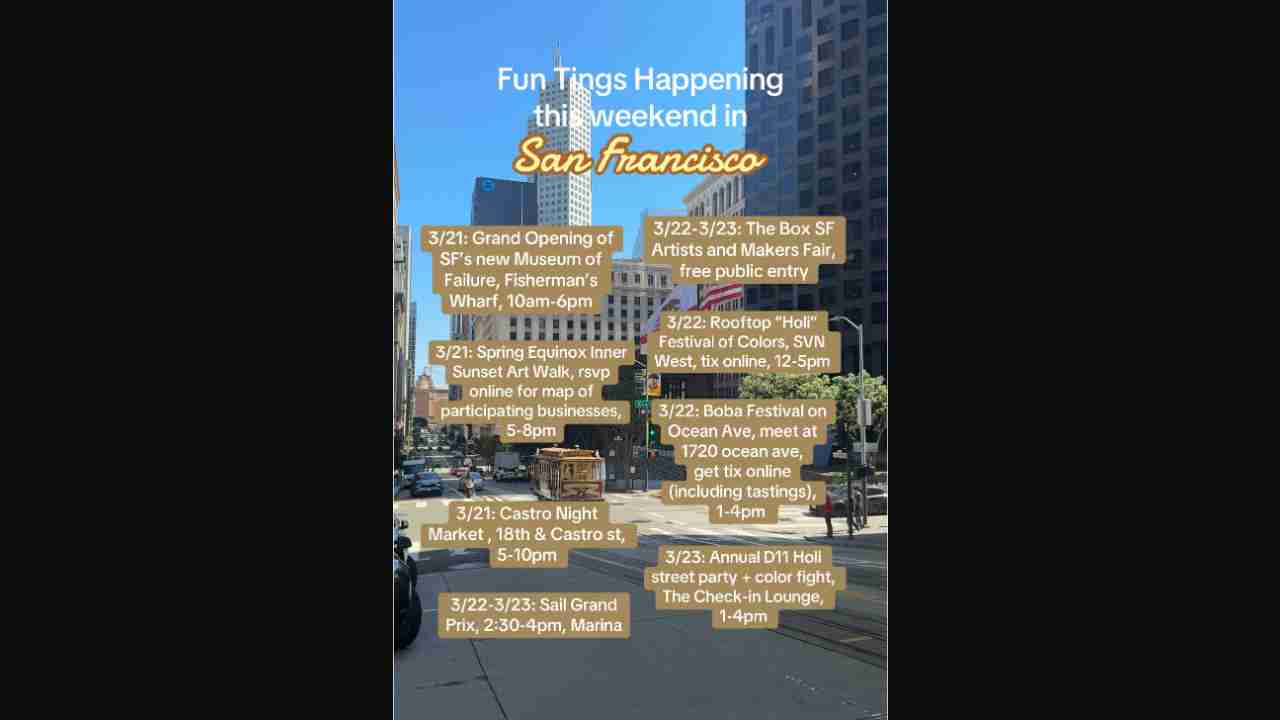 Fun Tings Happening
this weekend in
San Francisco
3/21: Grand Opening of
SF's new Museum of
Failure, Fisherman's
Wharf, 10am-6pm
3/21: Spring Equinox Inner
Sunset Art Walk, rsvp
online for map of
participating businesses,
5-8pm
3/21: Castro Night
Market , 18th & Castro st,
5-10pm
3/22-3/23: Sail Grand
Prix, 2:30-4pm, Marina
3/22-3/23: The Box SF
Artists and Makers Fair,
free public entry
3/22: Rooftop "Holi"
Festival of Colors, SVN
West, tix online, 12-5pm
3/22: Boba Festival on
Ocean Ave, meet at
1720 ocean ave,
get tix online
(including tastings),
1-4pm
3/23: Annual D11 Holi
street party + color fight,
The Check-in Lounge,
1-4pm